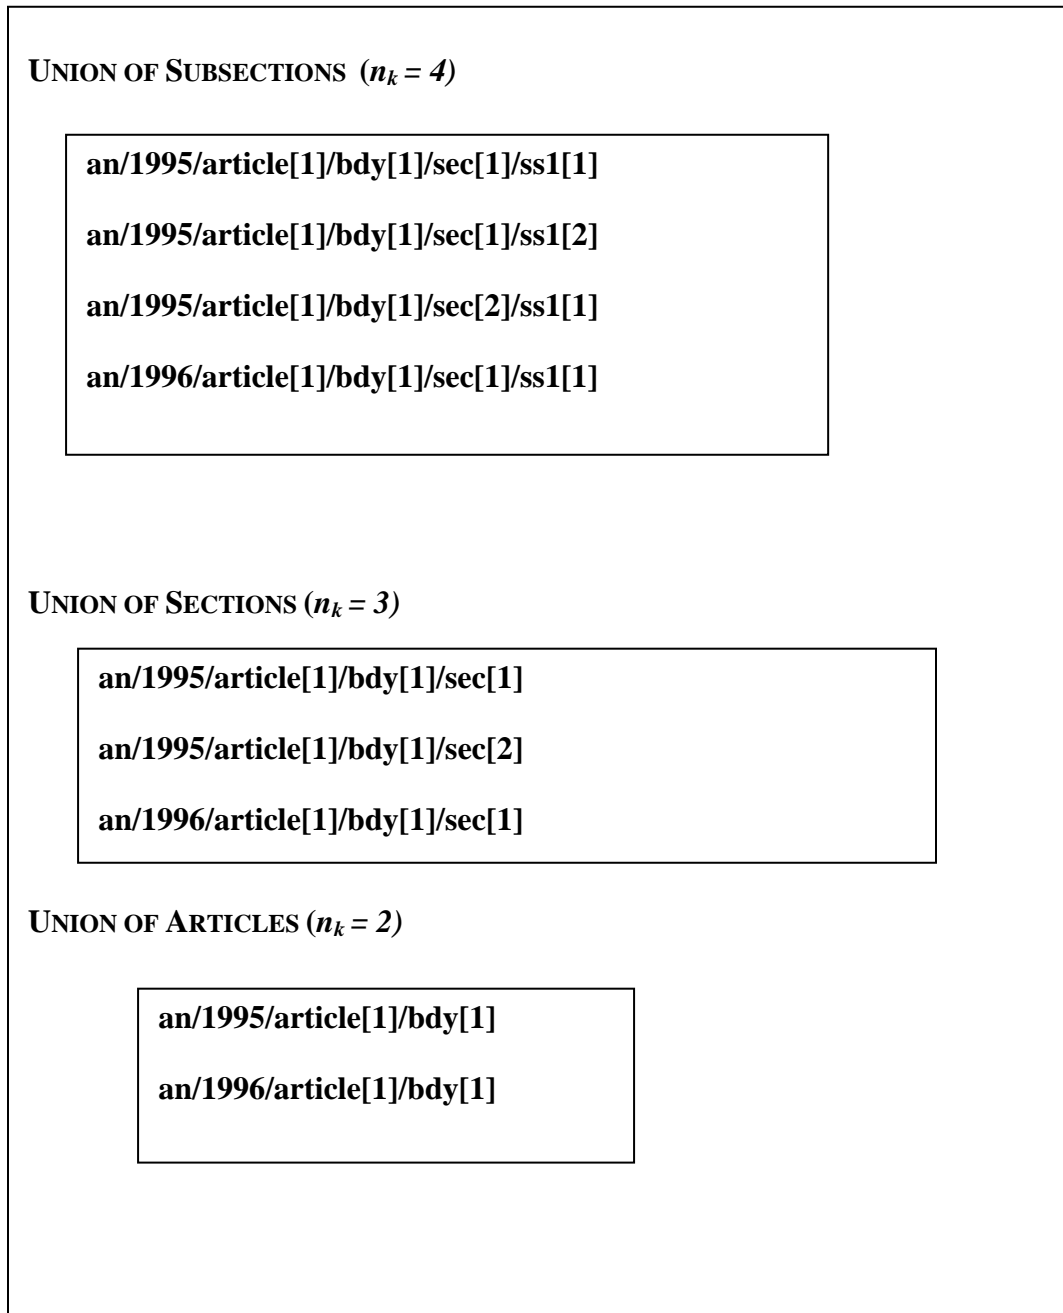 UNION OF SUBSECTIONS (nk = 4)
an/1995/article[1]/bdy[1]/sec[1]/ss1[1]
an/1995/article[1]/bdy[1]/sec[1]/ss1[2]
an/1995/article[1]/bdy[1]/sec[2]/ss1[1]
an/1996/article[1]/bdy[1]/sec[1]/ss1[1]
UNION OF SECTIONS (nk = 3)
an/1995/article[1]/bdy[1]/sec[1]
an/1995/article[1]/bdy[1]/sec[2]
an/1996/article[1]/bdy[1]/sec[1]
UNION OF ARTICLES (nk = 2)
an/1995/article[1]/bdy[1]
an/1996/article[1]/bdy[1]